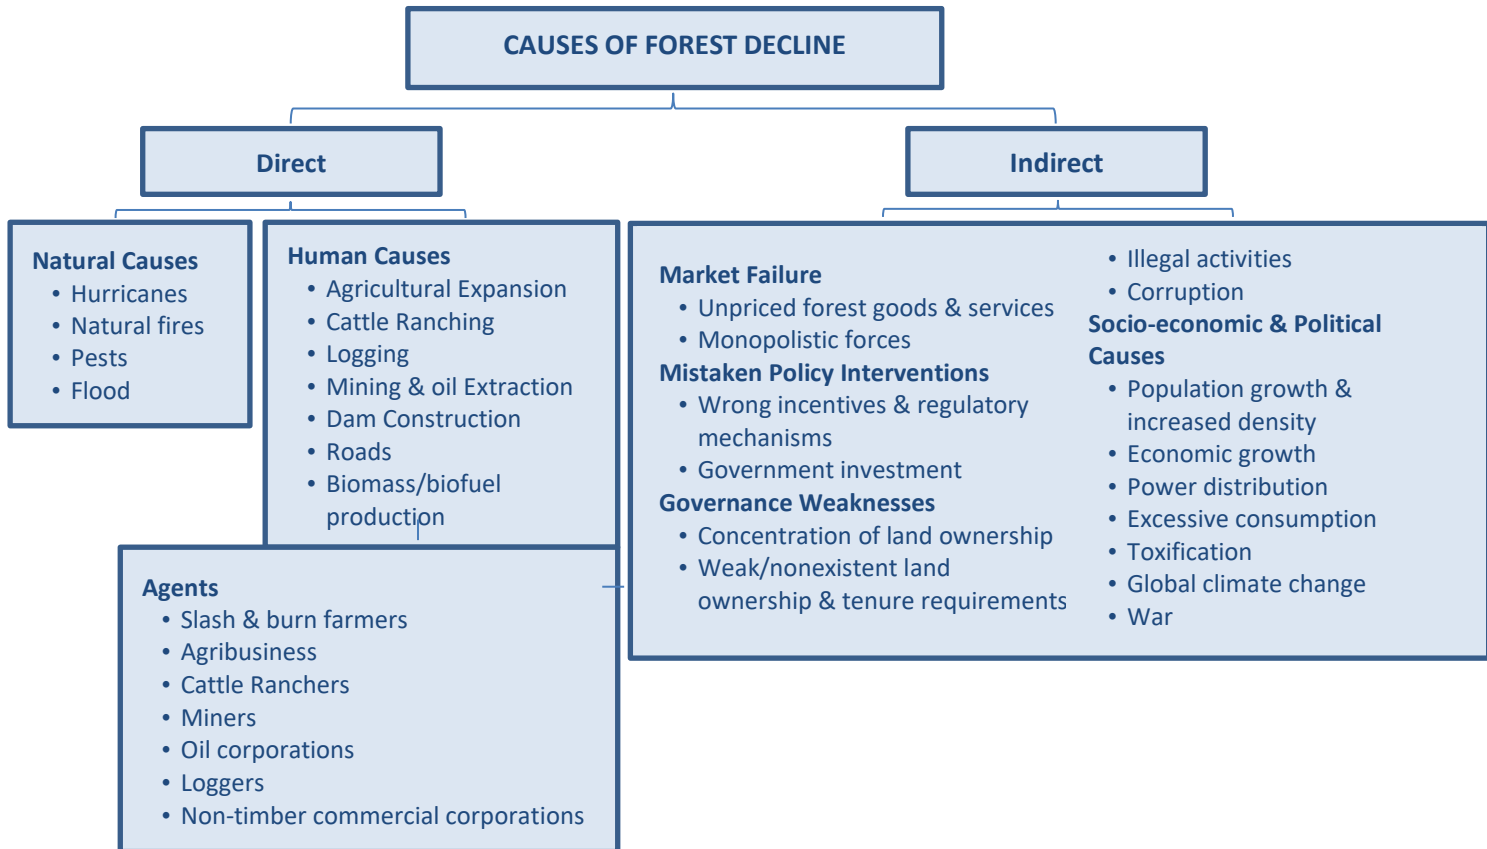 CAUSES OF FOREST DECLINE
Direct
Indirect
Natural Causes
• Hurricanes
• Natural fires
• Pests
• Flood
Human Causes
• Agricultural Expansion
• Cattle Ranching
• Logging
• Mining & oil Extraction
• Dam Construction
• Roads
• Biomass/biofuel
production
Agents
• Slash & burn farmers
• Agribusiness
• Cattle Ranchers
• Miners
• Oil corporations
• Loggers
• Non-timber commercial corporations
Market Failure
• Unpriced forest goods & services
• Monopolistic forces
Mistaken Policy Interventions
• Wrong incentives & regulatory
mechanisms
• Government investment
Governance Weaknesses
• Concentration of land ownership
• Weak/nonexistent land
ownership & tenure requirements
• Illegal activities
• Corruption
Socio-economic & Political
Causes
• Population growth &
increased density
• Economic growth
• Power distribution
• Excessive consumption
• Toxification
• Global climate change
• War